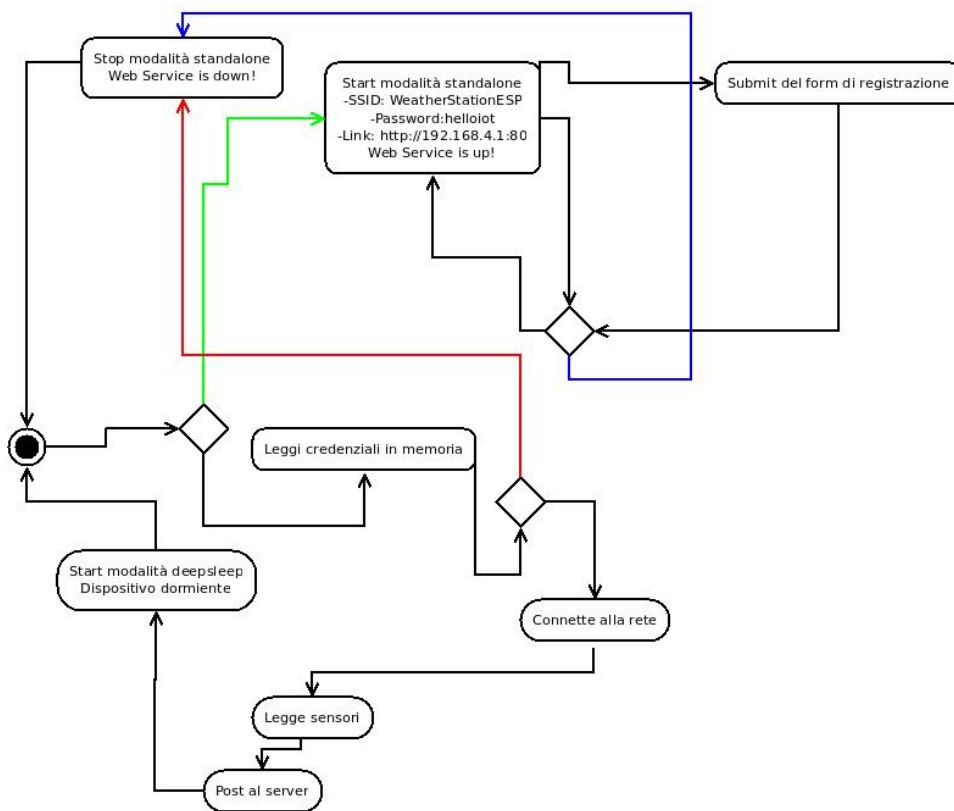 Stop modalità standalone
Web Service is down!
Start modalità standalone
-SSID: WeatherStationESP
-Password:helloiot
-Link: http://192.168.4.1:80
Web Service is up!
Submit del form di registrazione
Leggi credenziali in memoria
Start modalità deepsleep
Dispositivo dormiente
Connette alla rete
Legge sensori
Post al server